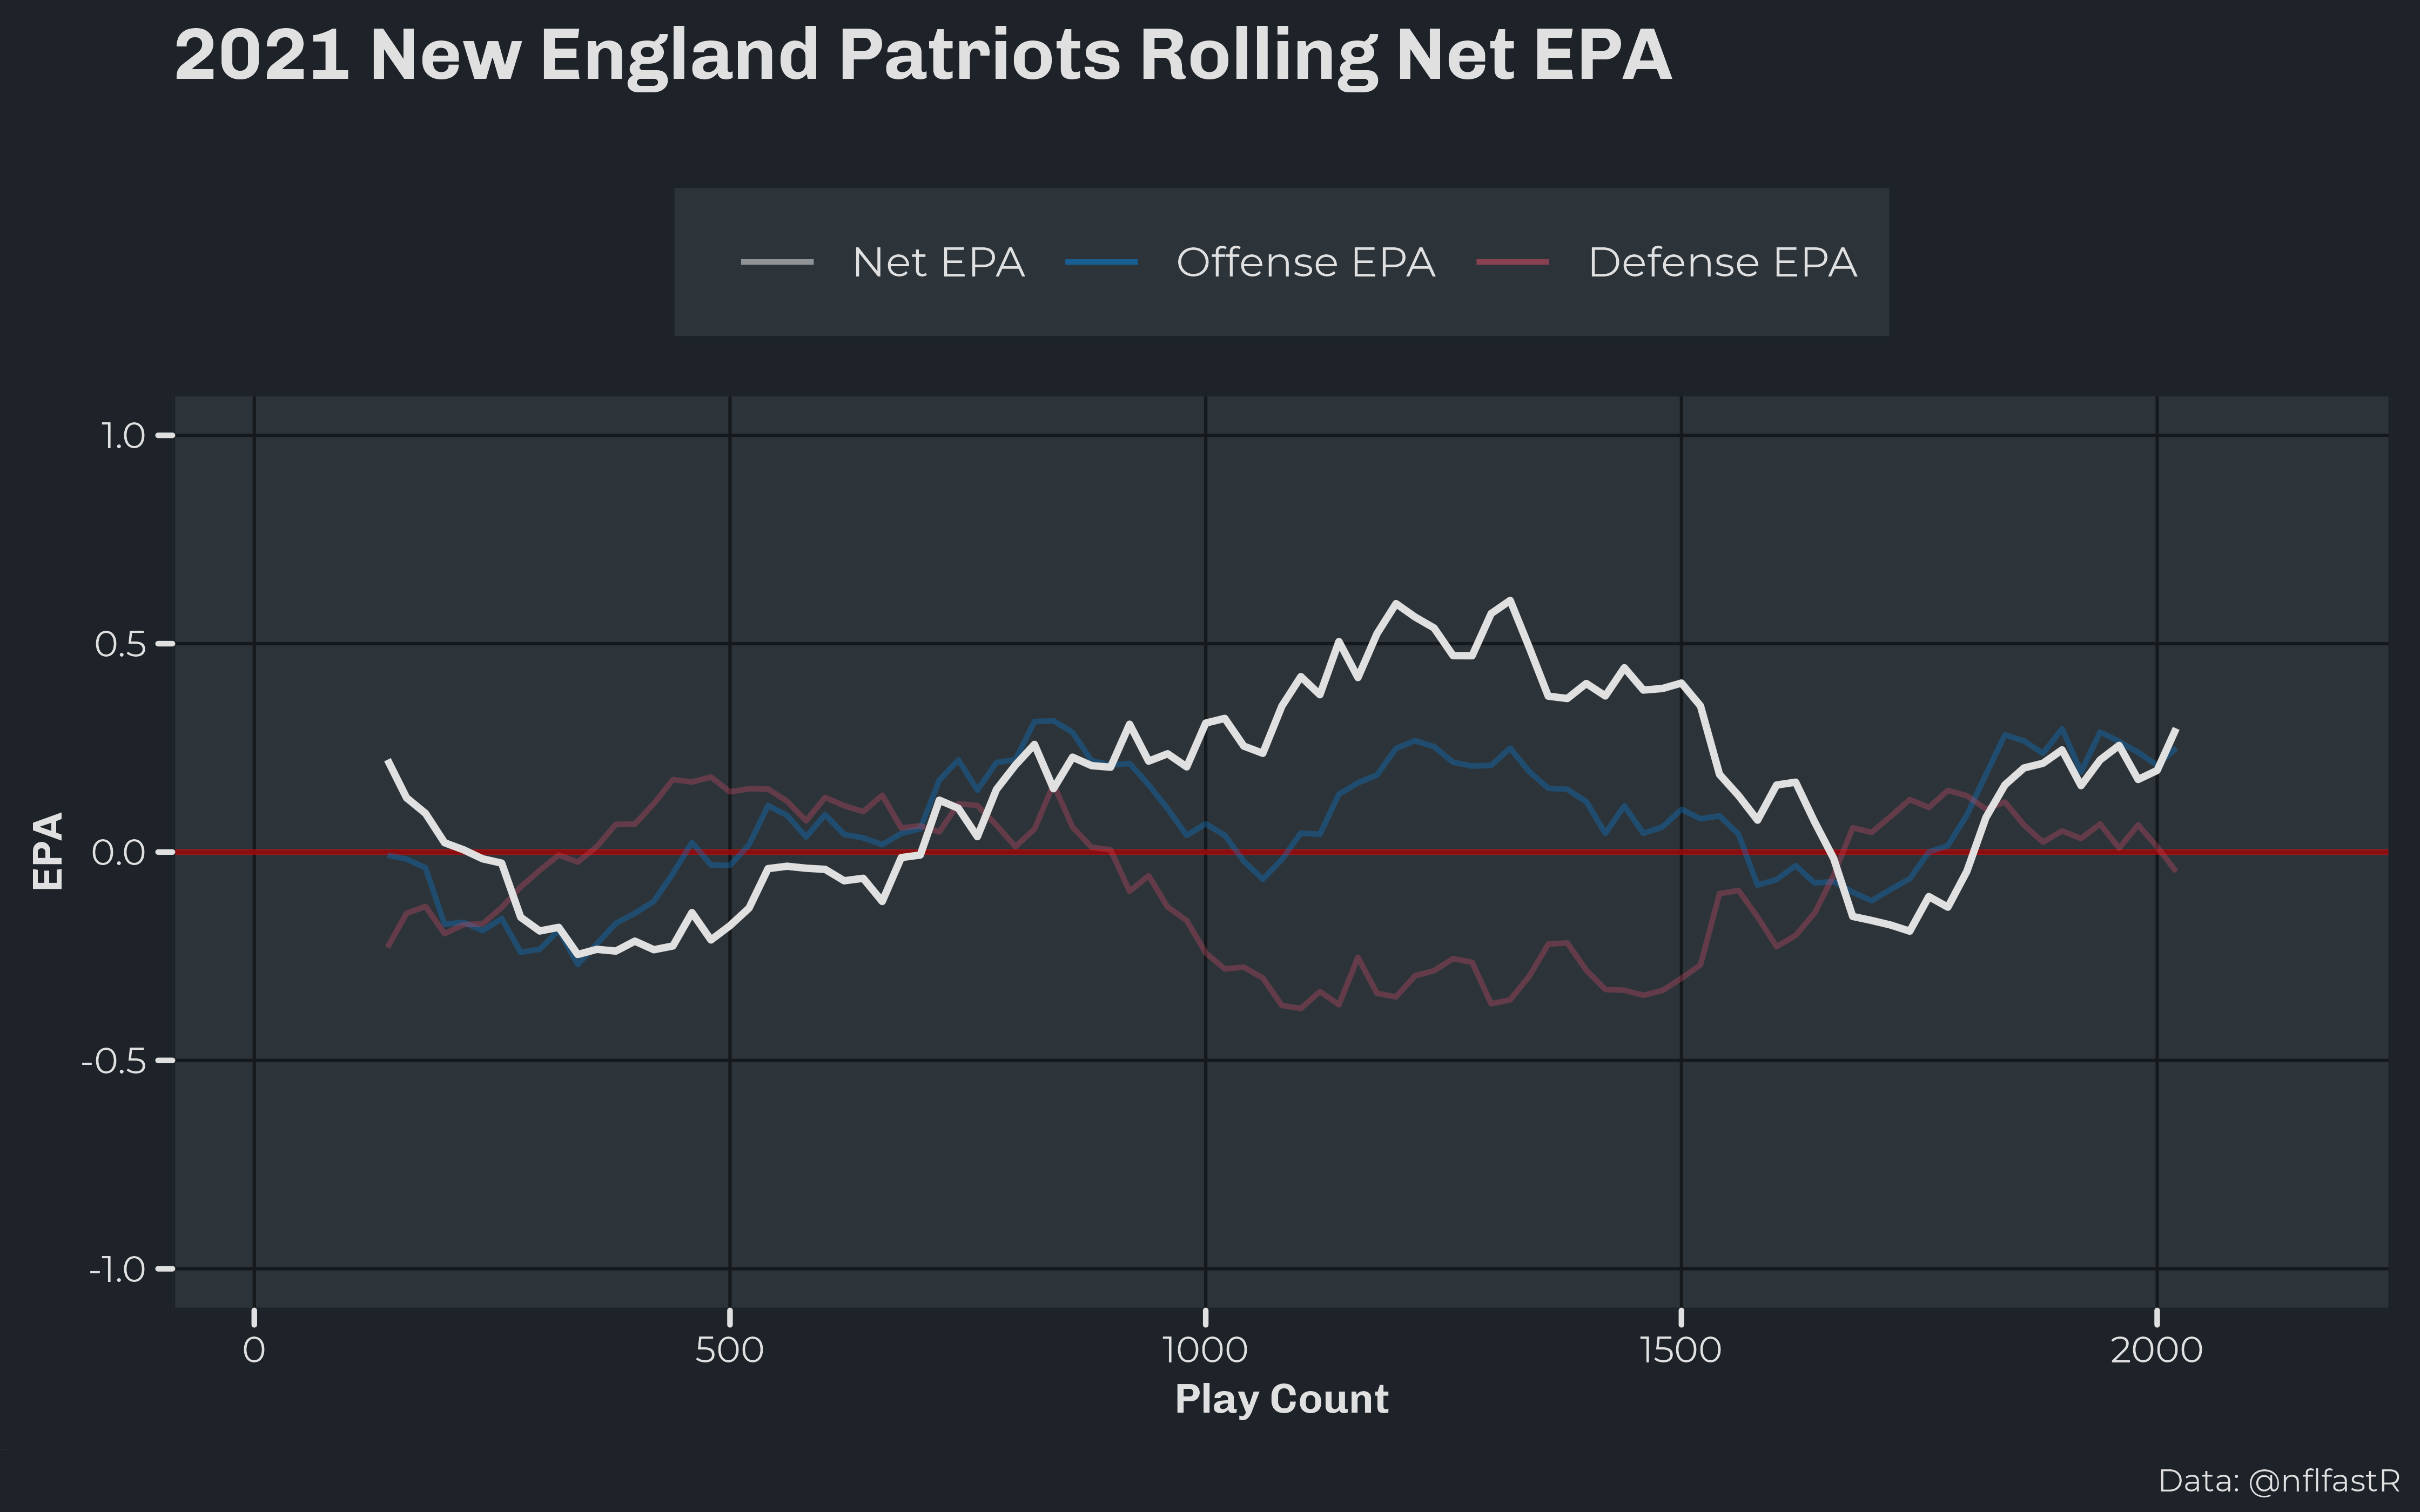 2021 New England Patriots Rolling Net EPA
Net EPA Offense EPA Defense EPA
1.0
0.5
0.0
-0.5
-1.0
EPA
0 500 1000 1500 2000
Play Count
Data: @nflfastR